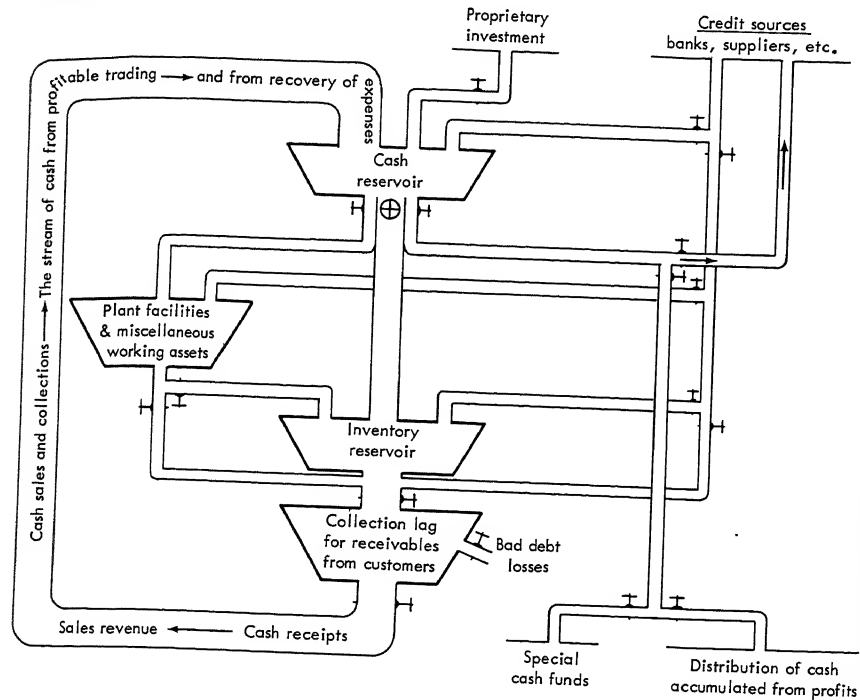 Proprietary
investment
Credit sources
banks, suppliers, etc.
Cash sales and collections → The stream of cash from profitable trading → and from recovery of expenses
Cash
reservoir
Plant facilities
& miscellaneous
working assets
Inventory
reservoir
Collection lag
for receivables
from customers
Bad debt
losses
Sales revenue ← Cash receipts
Special
cash funds
Distribution of cash
accumulated from profits